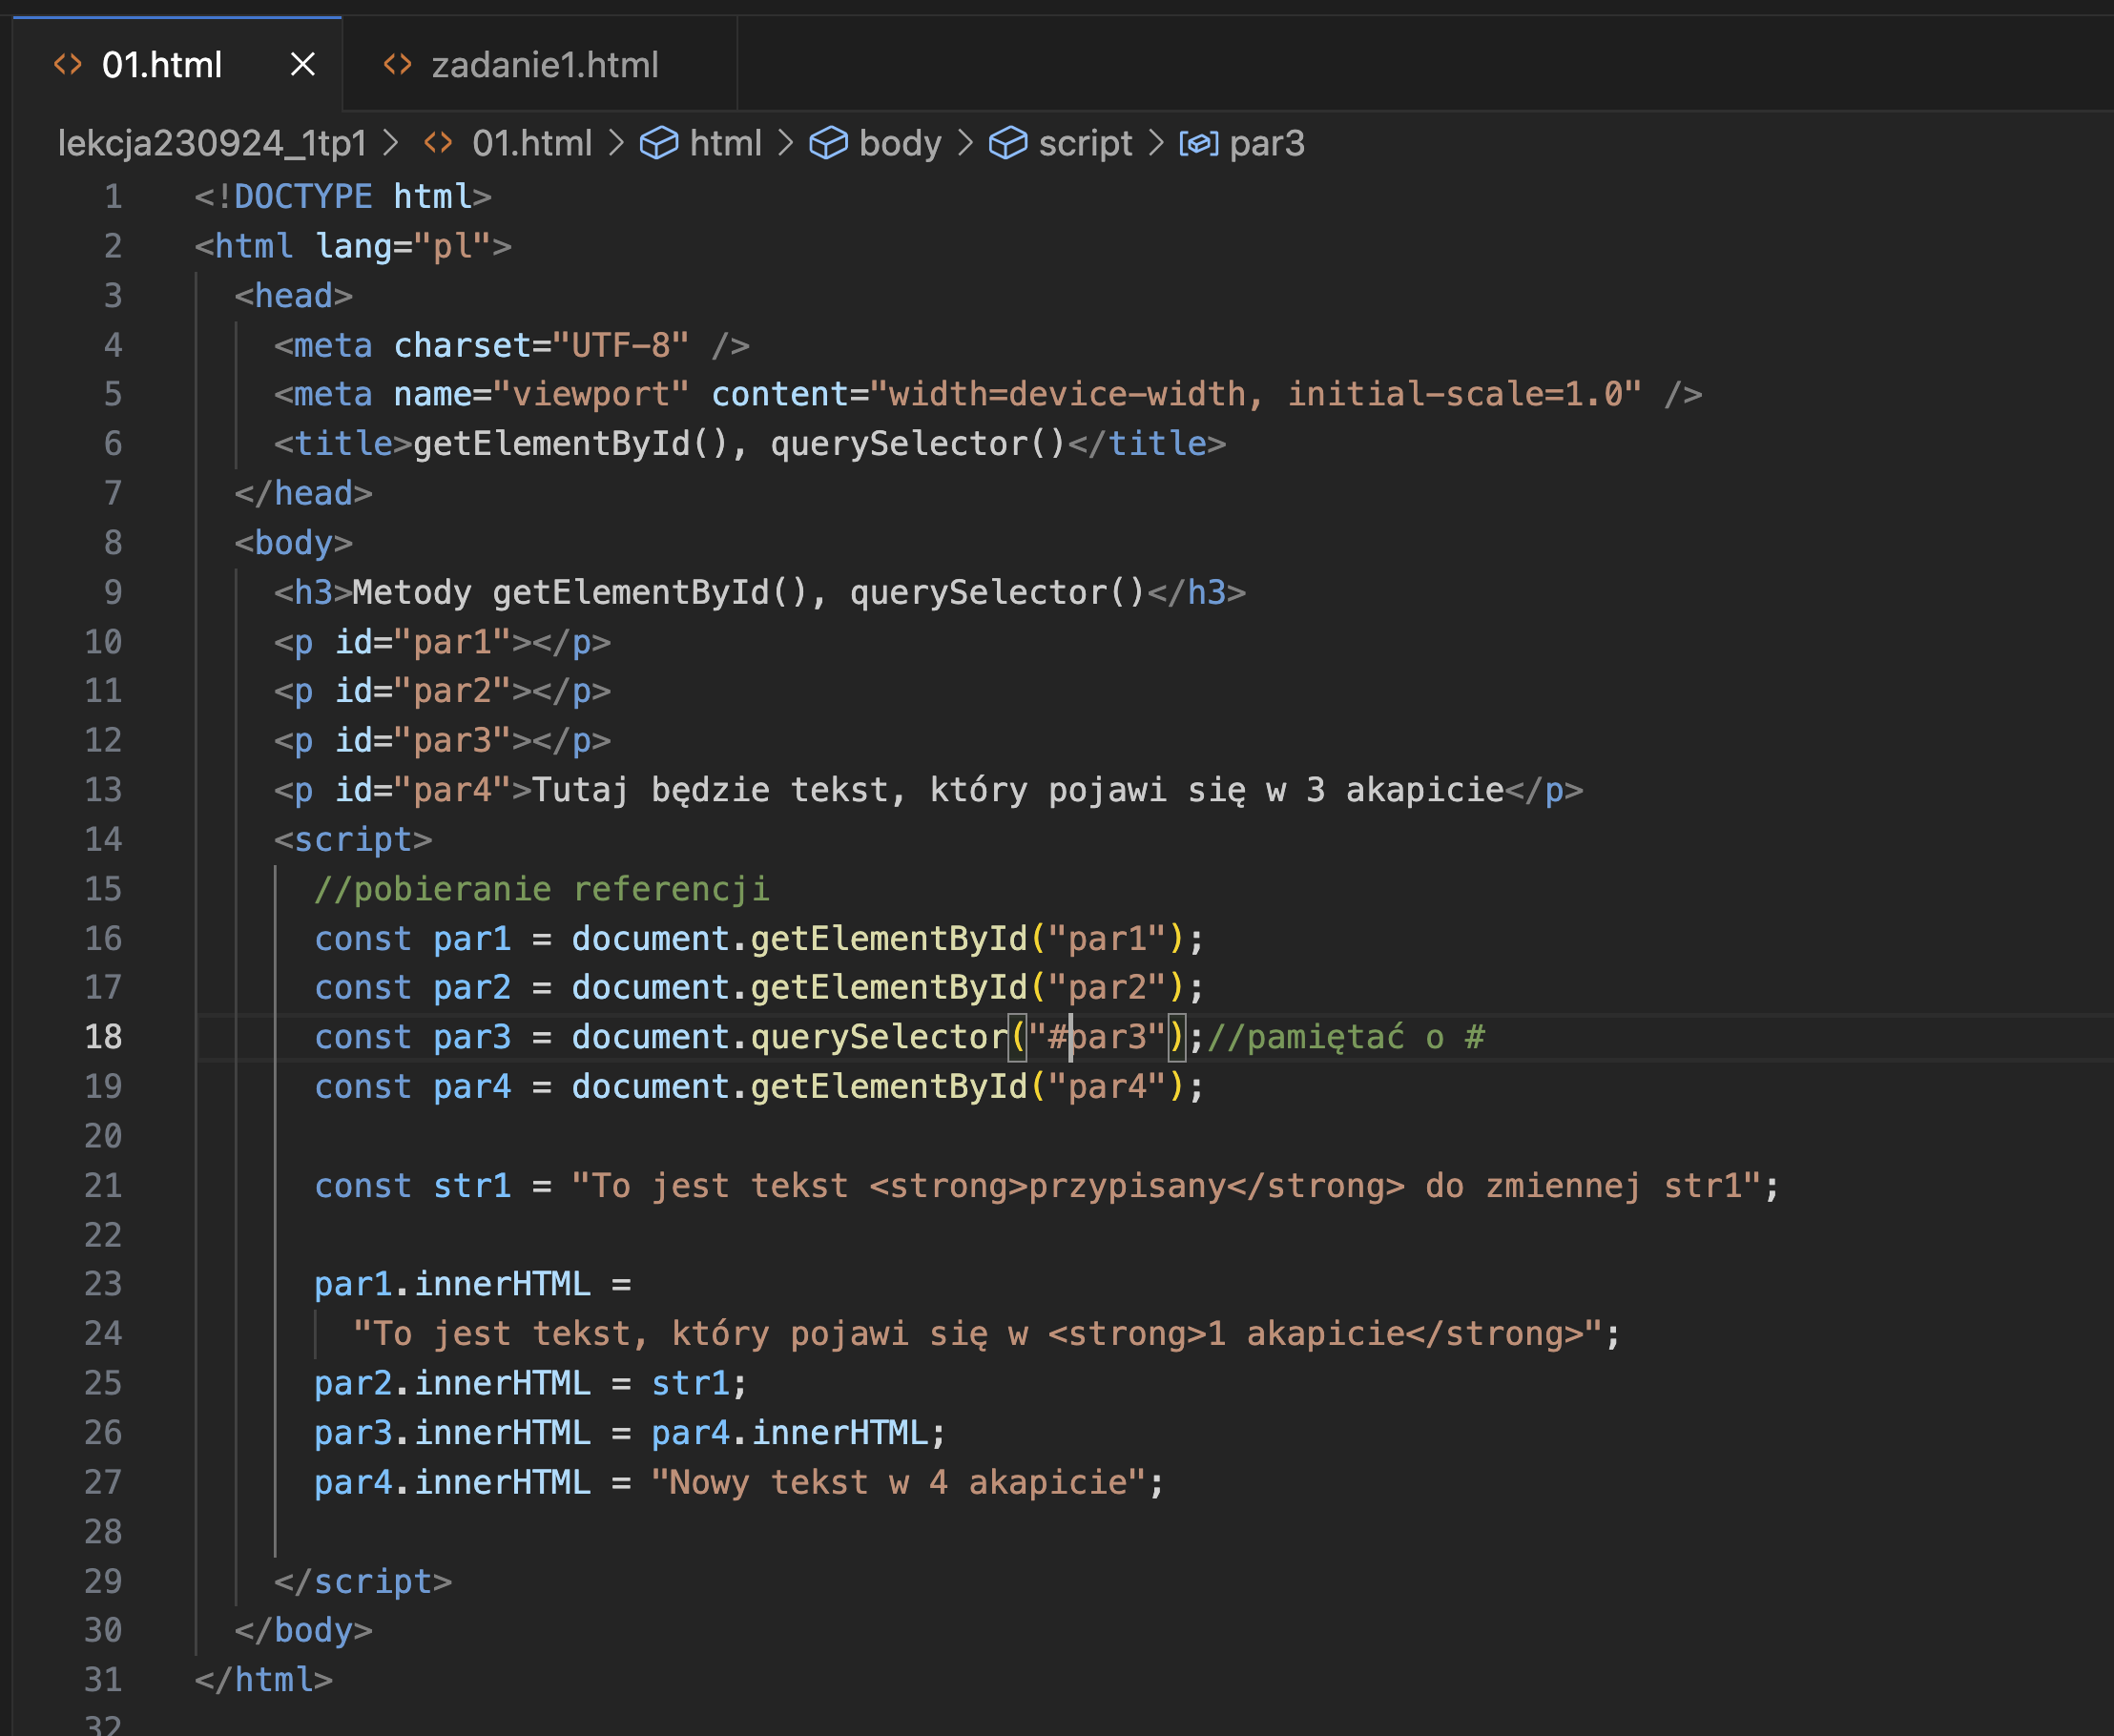 01.html
zadanie1.html
lekcja230924_1tp1 > 01.html > html > body > script > par3
1 <!DOCTYPE html>
2 <html lang="pl">
3   <head>
4     <meta charset="UTF-8" />
5     <meta name="viewport" content="width=device-width, initial-scale=1.0" />
6     <title>getElementById(), querySelector()</title>
7   </head>
8   <body>
9     <h3>Metody getElementById(), querySelector()</h3>
10     <p id="par1"></p>
11     <p id="par2"></p>
12     <p id="par3"></p>
13     <p id="par4">Tutaj będzie tekst, który pojawi się w 3 akapicie</p>
14     <script>
15       //pobieranie referencji
16       const par1 = document.getElementById("par1");
17       const par2 = document.getElementById("par2");
18       const par3 = document.querySelector("#par3");//pamiętać o #
19       const par4 = document.getElementById("par4");
20
21       const str1 = "To jest tekst <strong>przypisany</strong> do zmiennej str1";
22
23       par1.innerHTML =
24         "To jest tekst, który pojawi się w <strong>1 akapicie</strong>";
25       par2.innerHTML = str1;
26       par3.innerHTML = par4.innerHTML;
27       par4.innerHTML = "Nowy tekst w 4 akapicie";
28
29     </script>
30   </body>
31 </html>
32